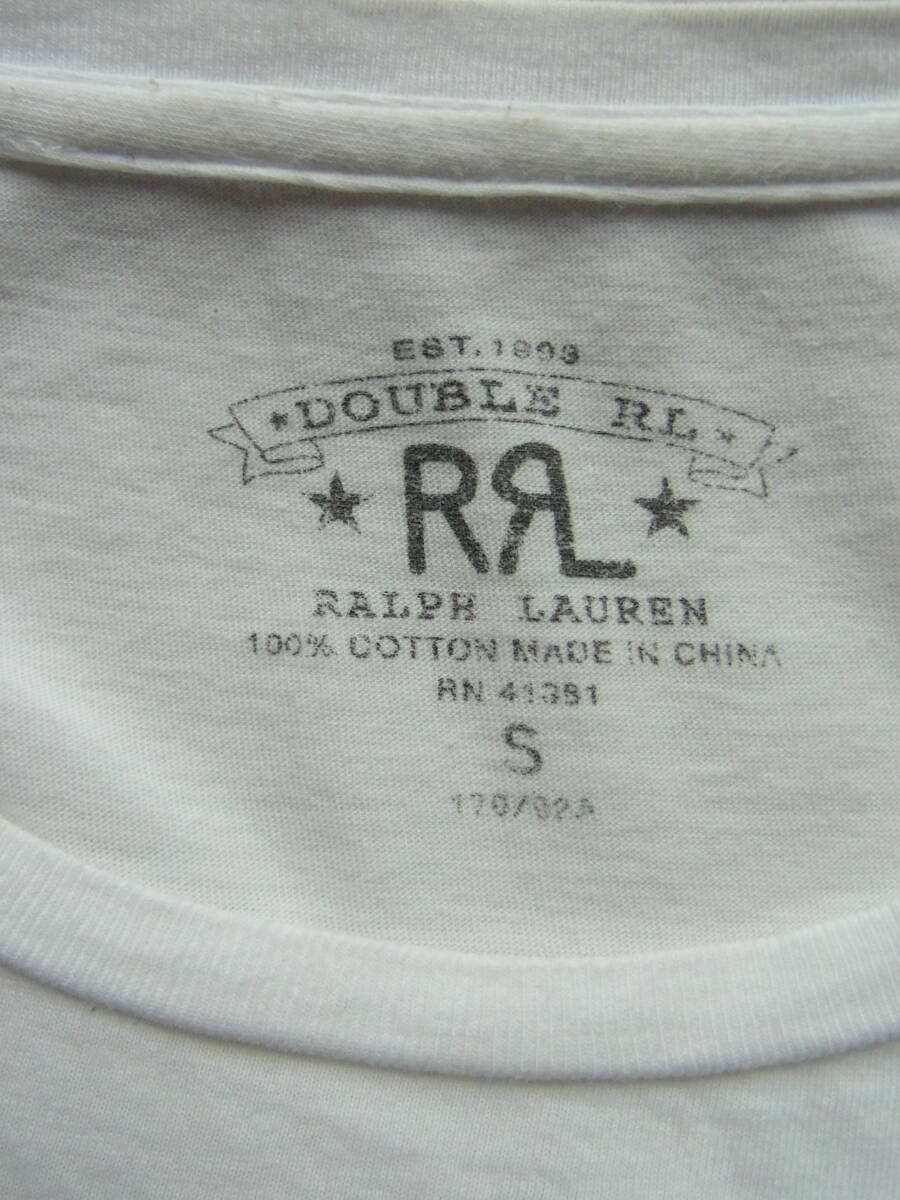 EST. 1993
★DOUBLE RL★
★ RRL ★
RALPH LAUREN
100% COTTON MADE IN CHINA
RN 41381
S
170/92A